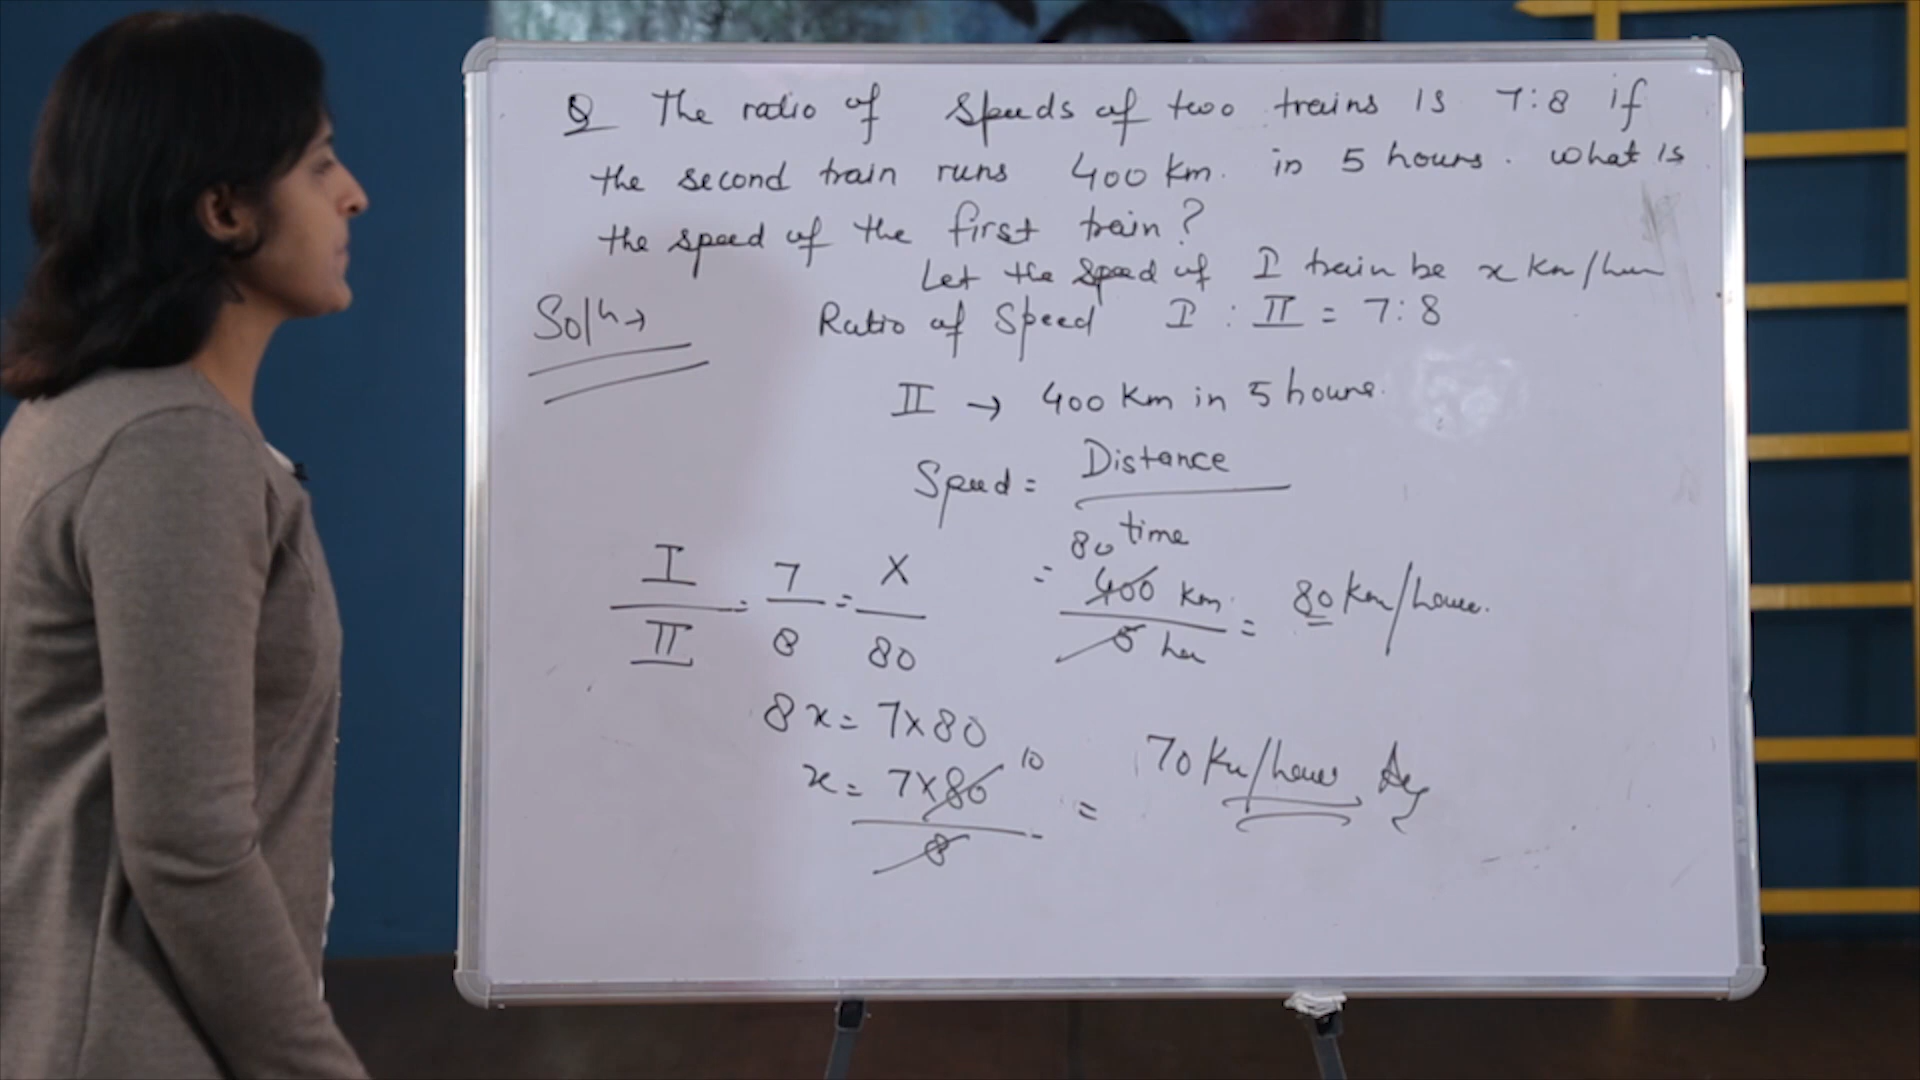 Q The ratio of speeds of two trains is 7:8 if
the second train runs 400 km. in 5 hours. what is
the speed of the first train?
Let the speed of I train be x km/hour
Soln →
Ratio of Speed I : II = 7:8
II → 400 km in 5 hours.
Speed = Distance
time
80
= 400 km
5 hr
= 80 km/hour.
I
II
= 7
8
= X
80
8x = 7×80
x = 7×80 10
8
= 70 km/hour Ans